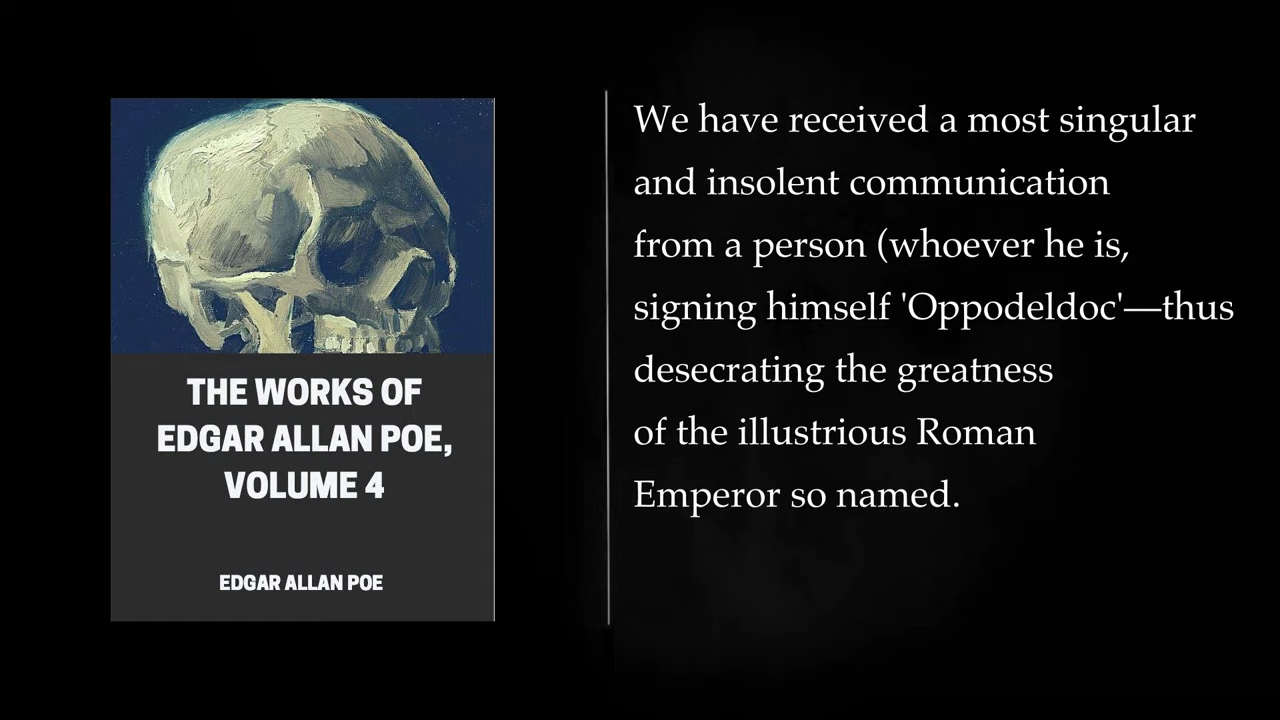 THE WORKS OF
EDGAR ALLAN POE,
VOLUME 4
EDGAR ALLAN POE
We have received a most singular
and insolent communication
from a person (whoever he is,
signing himself 'Oppodeldoc'—thus
desecrating the greatness
of the illustrious Roman
Emperor so named.